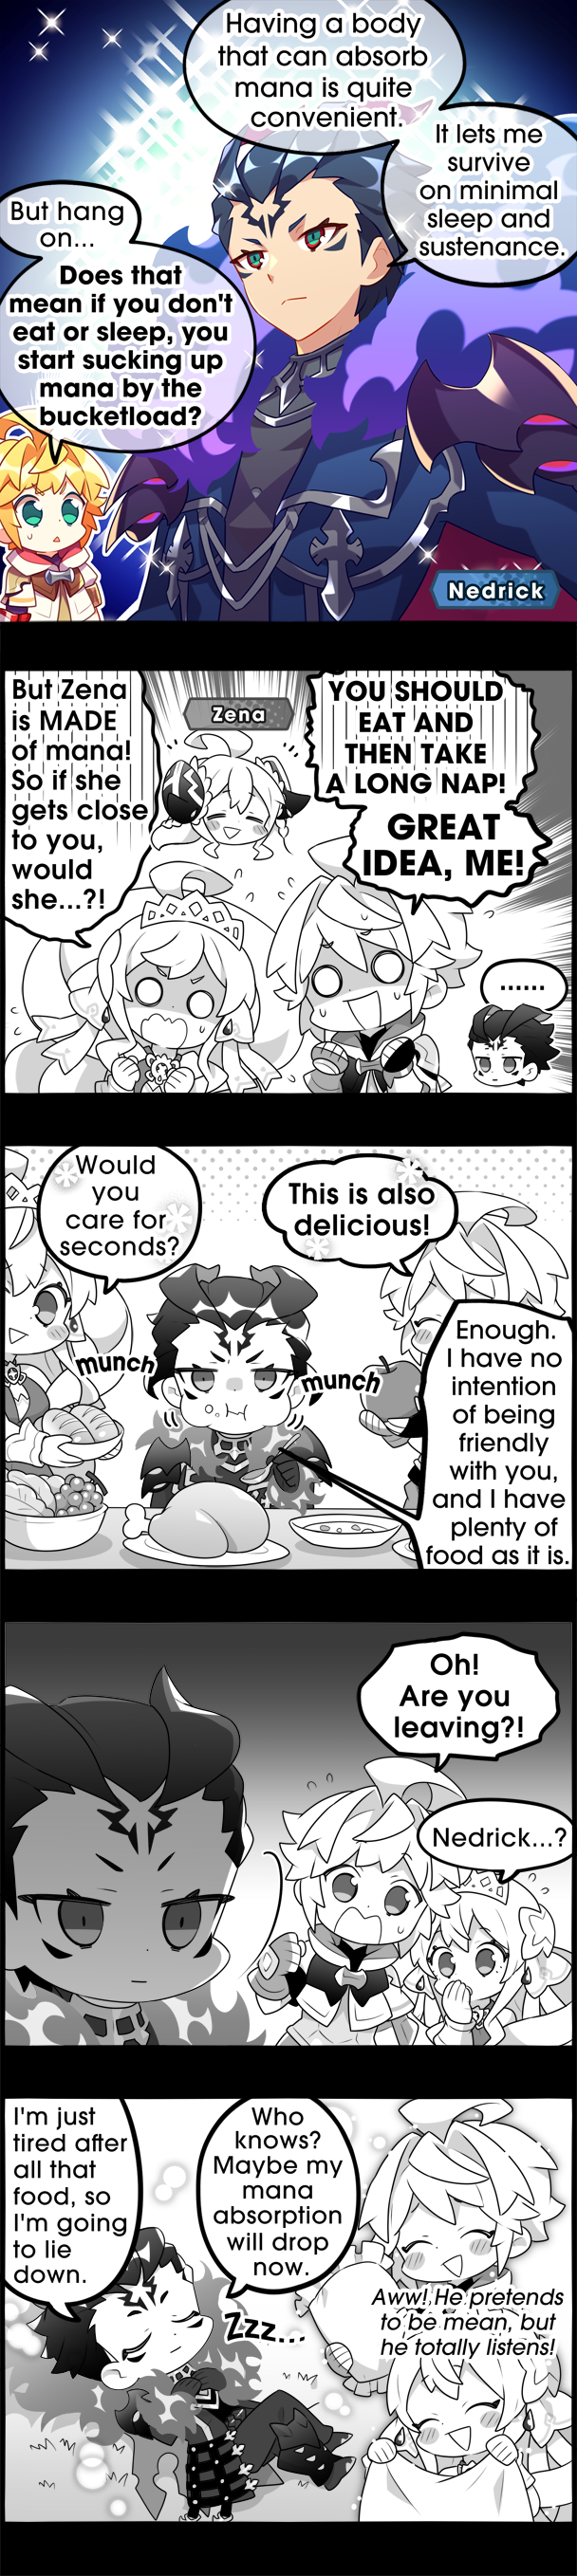 Having a body
that can absorb
mana is quite
convenient.
It lets me
survive
on minimal
sleep and
sustenance.
But hang
on...
Does that
mean if you don't
eat or sleep, you
start sucking up
mana by the
bucketload?
Nedrick
But Zena
is MADE
of mana!
So if she
gets close
to you,
would
she...?!
Zena
YOU SHOULD
EAT AND
THEN TAKE
A LONG NAP!
GREAT
IDEA, ME!
......
Would
you
care for
seconds?
This is also
delicious!
munch
munch
Enough.
I have no
intention
of being
friendly
with you,
and I have
plenty of
food as it is.
Oh!
Are you
leaving?!
Nedrick...?
I'm just
tired after
all that
food, so
I'm going
to lie
down.
Who
knows?
Maybe my
mana
absorption
will drop
now.
Zzz...
Aww! He pretends
to be mean, but
he totally listens!